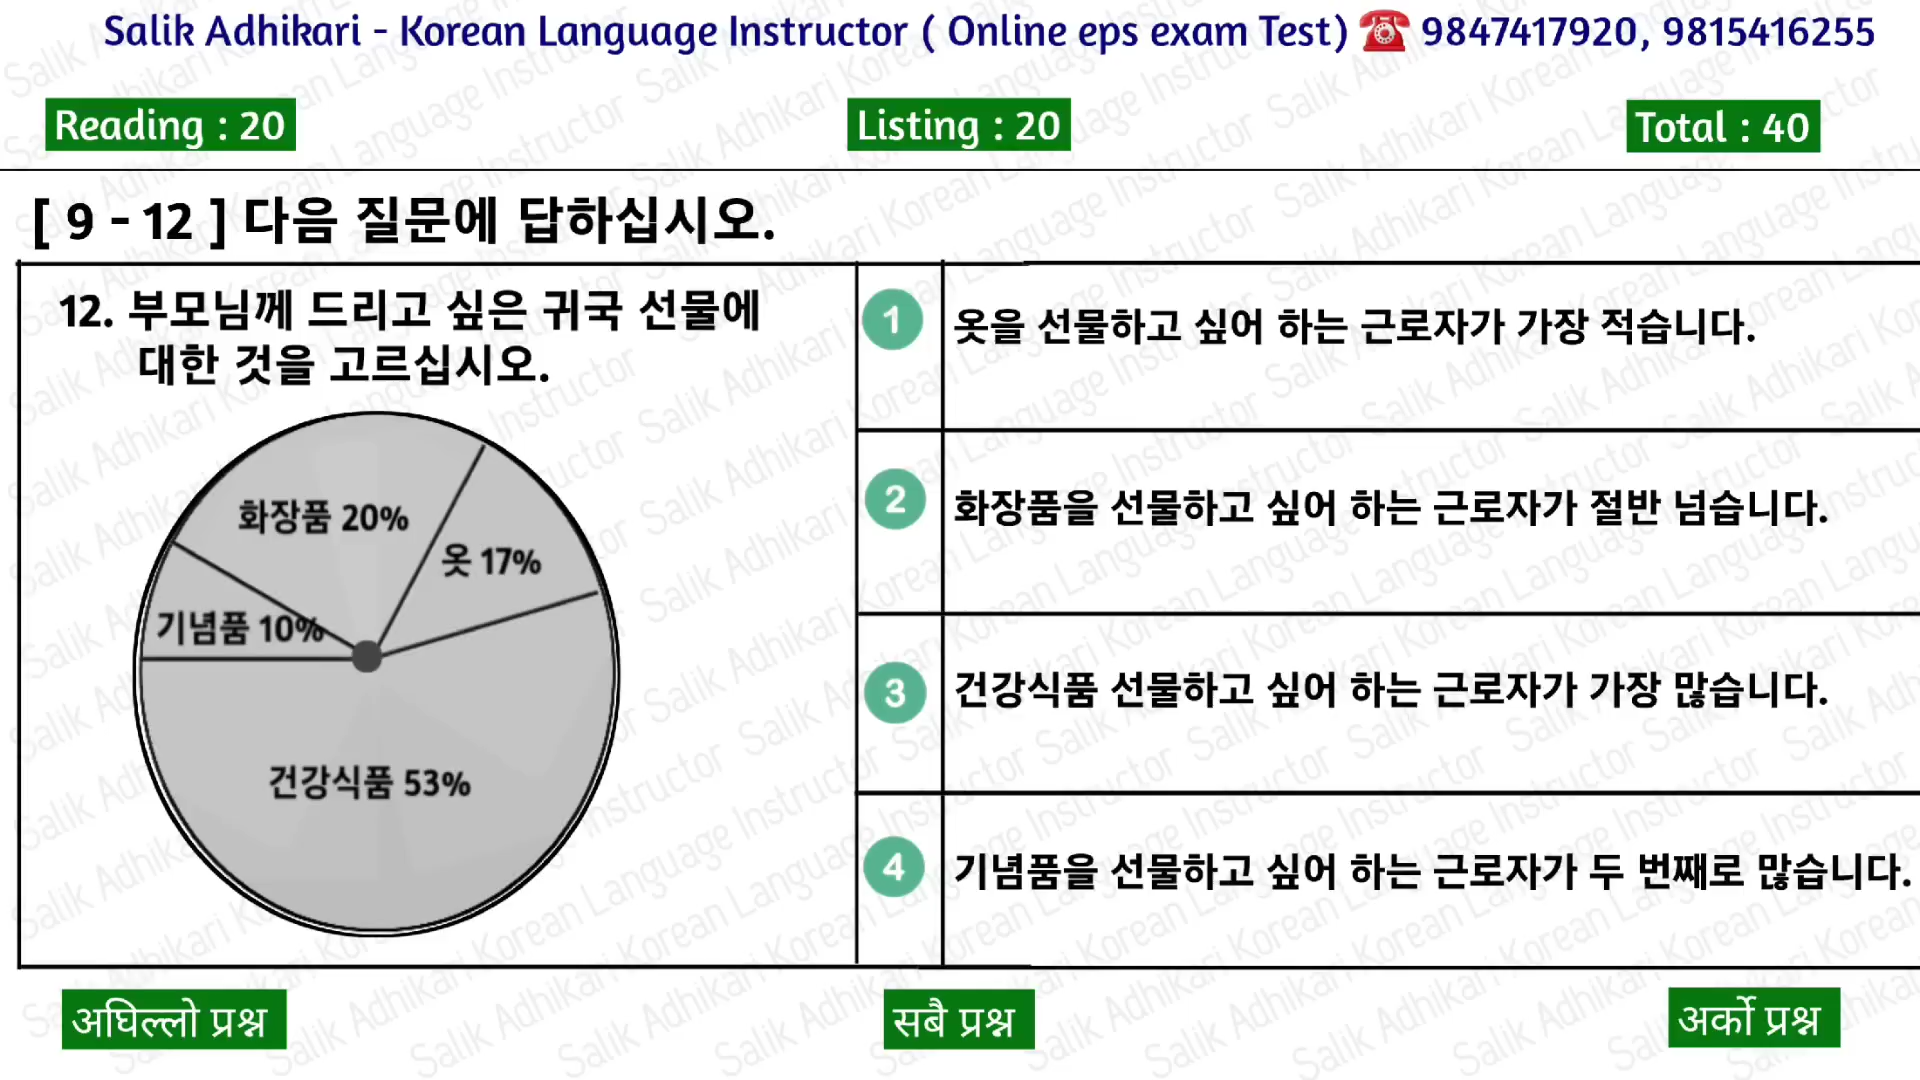 Salik Adhikari - Korean Language Instructor ( Online eps exam Test) ☎️ 9847417920, 9815416255
Reading : 20
Listing : 20
Total : 40
[ 9 - 12 ] 다음 질문에 답하십시오.
12. 부모님께 드리고 싶은 귀국 선물에
대한 것을 고르십시오.
화장품 20%
옷 17%
기념품 10%
건강식품 53%
1 옷을 선물하고 싶어 하는 근로자가 가장 적습니다.
2 화장품을 선물하고 싶어 하는 근로자가 절반 넘습니다.
3 건강식품 선물하고 싶어 하는 근로자가 가장 많습니다.
4 기념품을 선물하고 싶어 하는 근로자가 두 번째로 많습니다.
अघिल्लो प्रश्न
सबै प्रश्न
अर्को प्रश्न
Salik Adhikari Korean Language Instructor